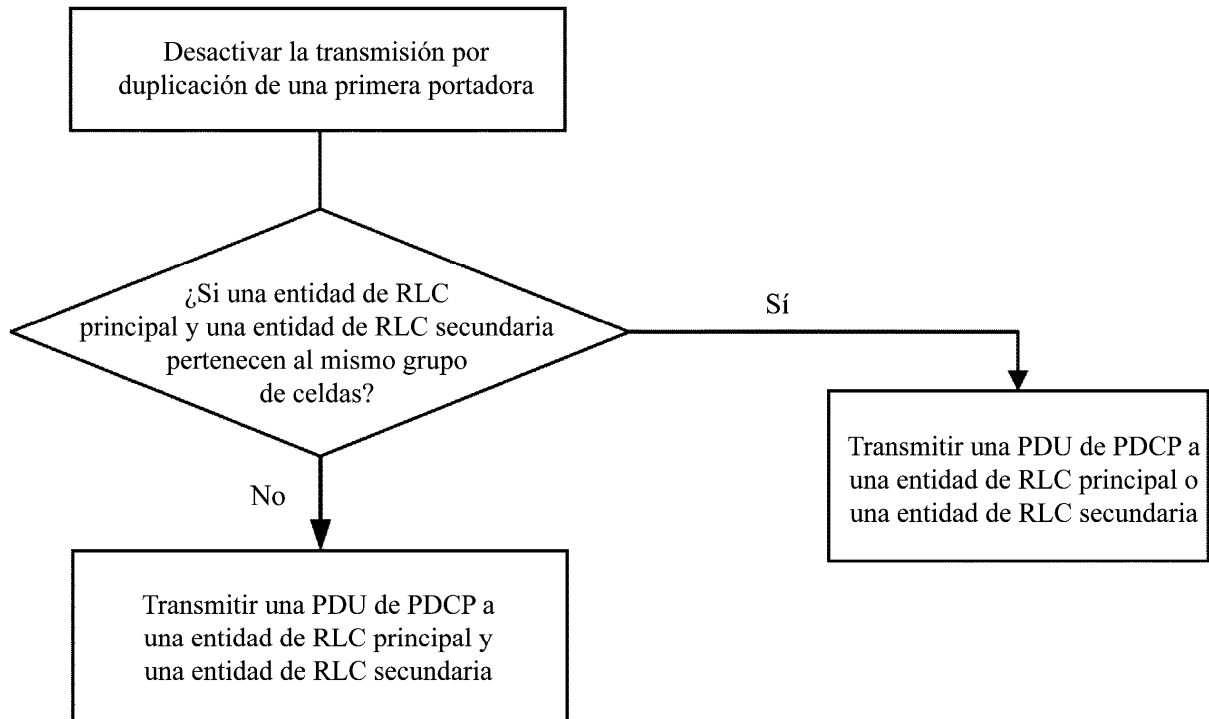 Desactivar la transmisión por
duplicación de una primera portadora
¿Si una entidad de RLC
principal y una entidad de RLC secundaria
pertenecen al mismo grupo
de celdas?
Sí
Transmitir una PDU de PDCP a
una entidad de RLC principal o
una entidad de RLC secundaria
No
Transmitir una PDU de PDCP a
una entidad de RLC principal y
una entidad de RLC secundaria